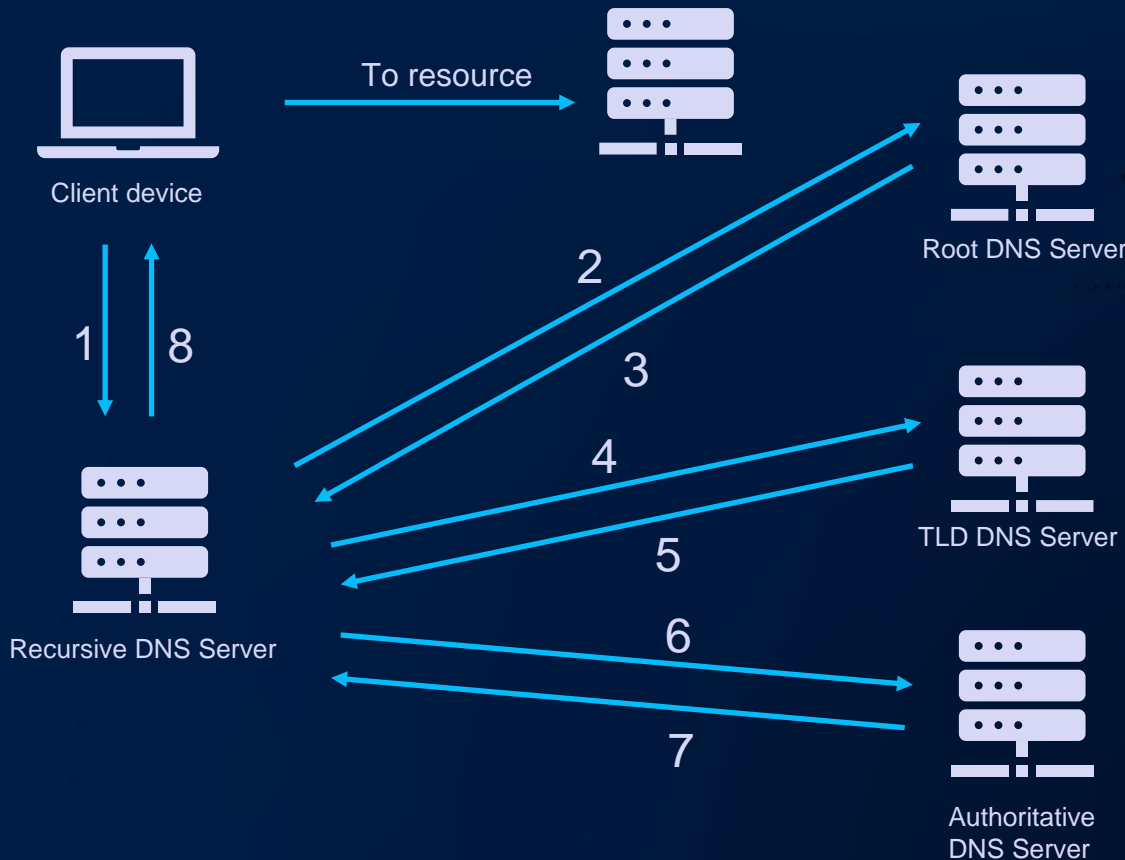 To resource
Client device
Root DNS Server
2
1
8
3
4
TLD DNS Server
5
6
Recursive DNS Server
7
Authoritative
DNS Server